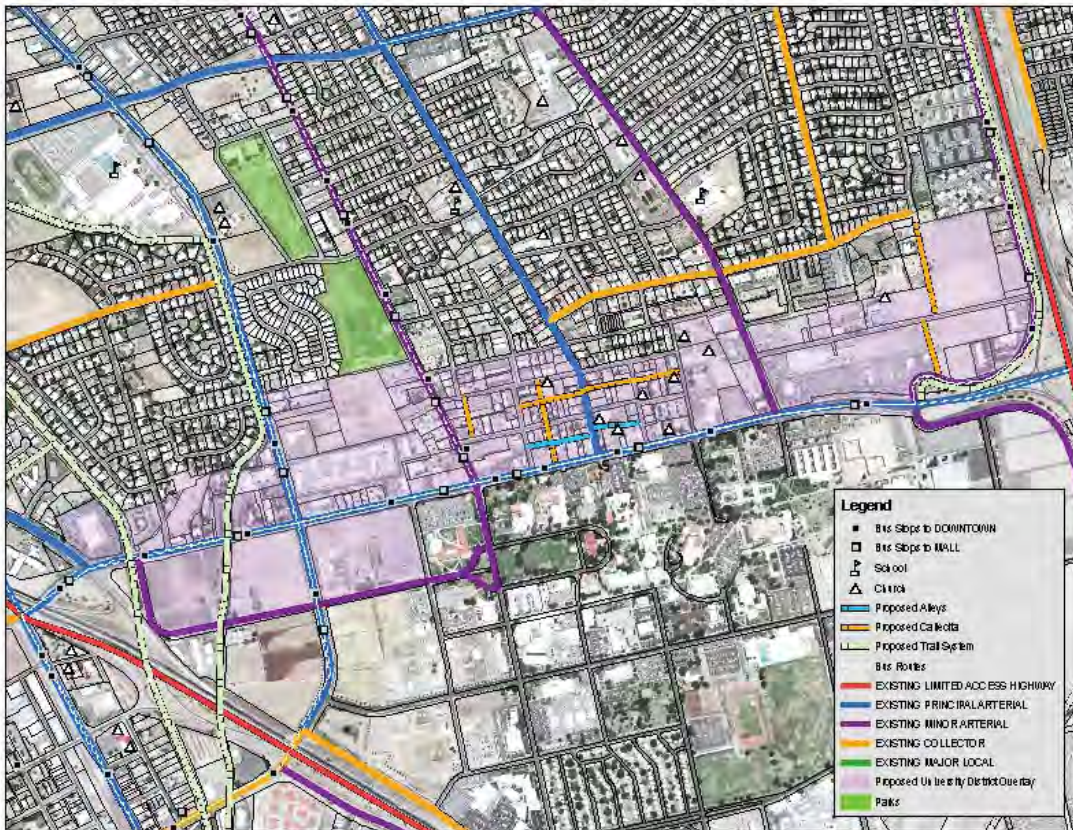 Legend
Bus Stops to DOWNTOWN
Bus Stops to MALL
School
Church
Proposed Alleys
Proposed Callecita
Proposed Trail System
Bus Routes
EXISTING LIMITED ACCESS HIGHWAY
EXISTING PRINCIPAL ARTERIAL
EXISTING MINOR ARTERIAL
EXISTING COLLECTOR
EXISTING MAJOR LOCAL
Proposed University District Overlay
Parks